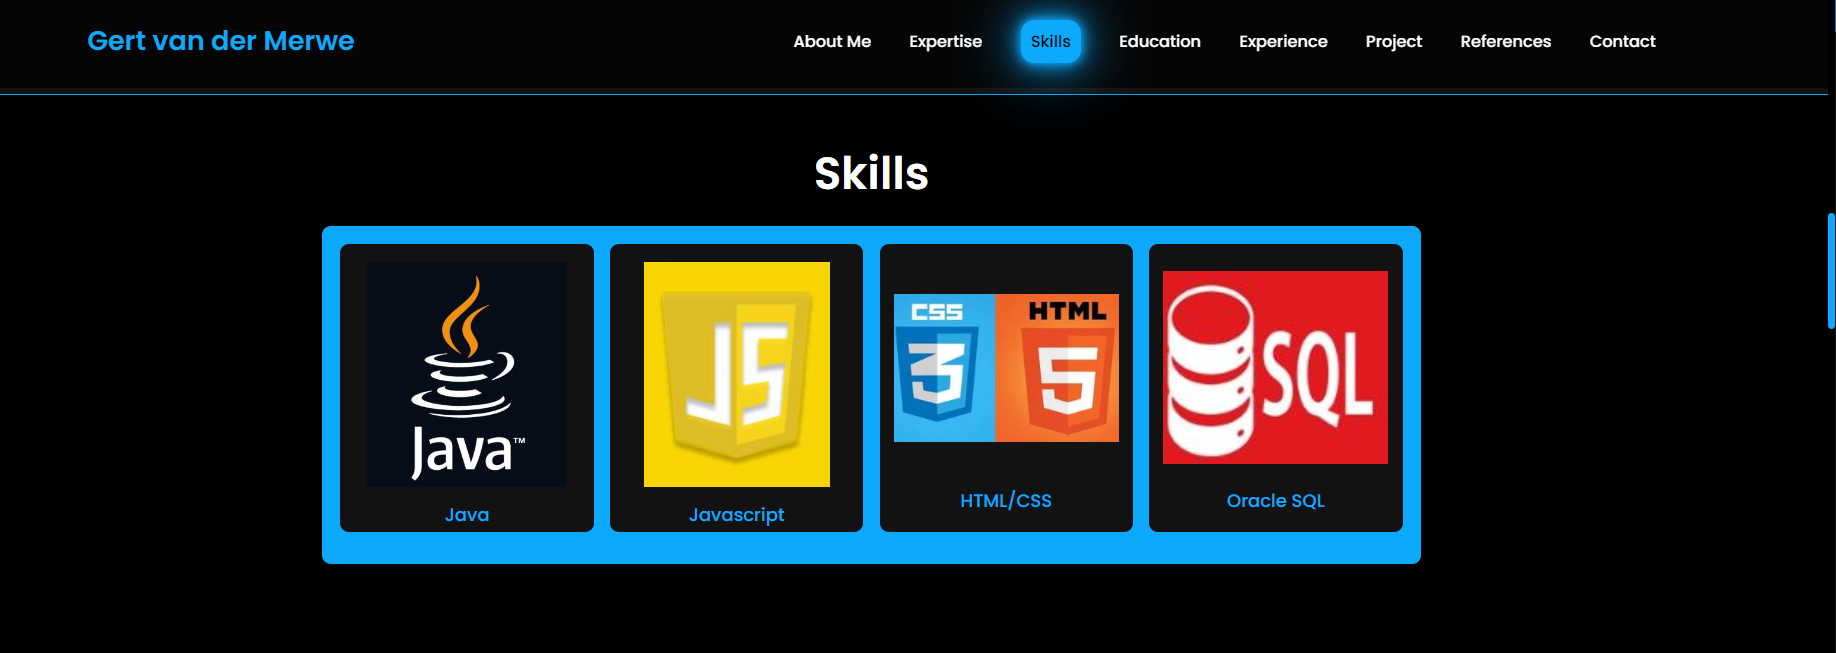 Gert van der Merwe
About Me Expertise Skills Education Experience Project References Contact
Skills
Java™
JS
CSS
3
HTML
5
SQL
Java
Javascript
HTML/CSS
Oracle SQL